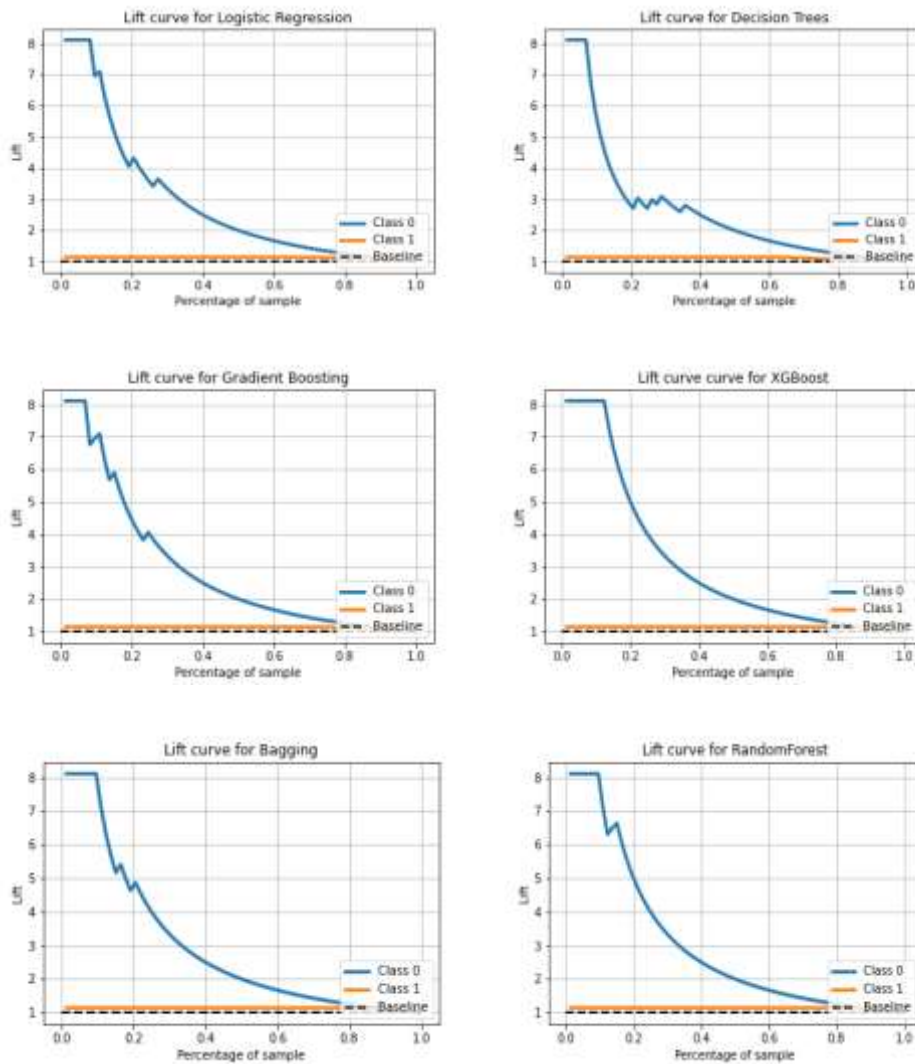 Lift curve for Logistic Regression
8
7
6
5
4
3
2
1
Lift
0.0 0.2 0.4 0.6 0.8 1.0
Percentage of sample
Class 0
Class 1
Baseline
Lift curve for Decision Trees
8
7
6
5
4
3
2
1
Lift
0.0 0.2 0.4 0.6 0.8 1.0
Percentage of sample
Class 0
Class 1
Baseline
Lift curve for Gradient Boosting
8
7
6
5
4
3
2
1
Lift
0.0 0.2 0.4 0.6 0.8 1.0
Percentage of sample
Class 0
Class 1
Baseline
Lift curve curve for XGBoost
8
7
6
5
4
3
2
1
Lift
0.0 0.2 0.4 0.6 0.8 1.0
Percentage of sample
Class 0
Class 1
Baseline
Lift curve for Bagging
8
7
6
5
4
3
2
1
Lift
0.0 0.2 0.4 0.6 0.8 1.0
Percentage of sample
Class 0
Class 1
Baseline
Lift curve for RandomForest
8
7
6
5
4
3
2
1
Lift
0.0 0.2 0.4 0.6 0.8 1.0
Percentage of sample
Class 0
Class 1
Baseline